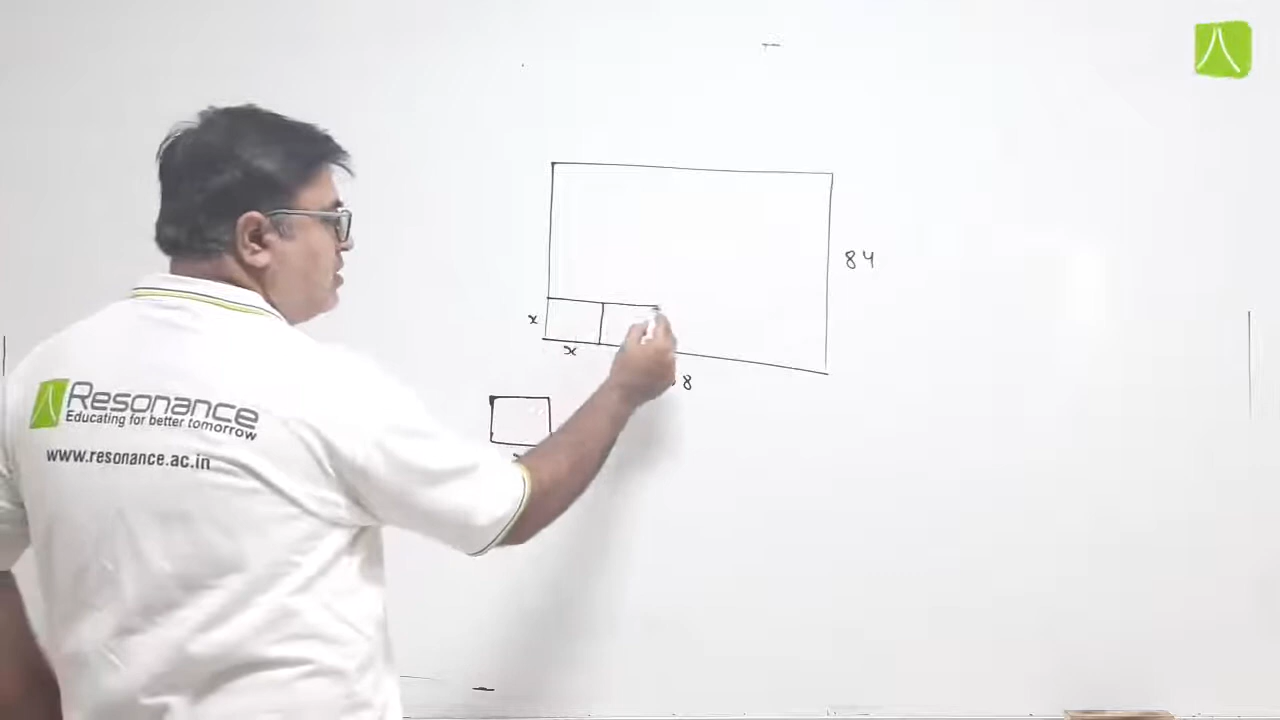 84
x
x
8
Resonance
Educating for better tomorrow
www.resonance.ac.in